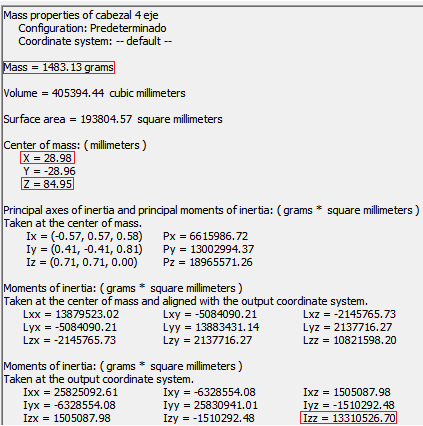 Mass properties of cabezal 4 eje
Configuration: Predeterminado
Coordinate system: -- default --
Mass = 1483.13 grams
Volume = 405394.44 cubic millimeters
Surface area = 193804.57 square millimeters
Center of mass: ( millimeters )
X = 28.98
Y = -28.96
Z = 84.95
Principal axes of inertia and principal moments of inertia: ( grams * square millimeters )
Taken at the center of mass.
Ix = (-0.57, 0.57, 0.58) Px = 6615986.72
Iy = (0.41, -0.41, 0.81) Py = 13002994.37
Iz = (0.71, 0.71, 0.00) Pz = 18965571.26
Moments of inertia: ( grams * square millimeters )
Taken at the center of mass and aligned with the output coordinate system.
Lxx = 13879523.02 Lxy = -5084090.21 Lxz = -2145765.73
Lyx = -5084090.21 Lyy = 13883431.14 Lyz = 2137716.27
Lzx = -2145765.73 Lzy = 2137716.27 Lzz = 10821598.20
Moments of inertia: ( grams * square millimeters )
Taken at the output coordinate system.
Ixx = 25825092.61 Ixy = -6328554.08 Ixz = 1505087.98
Iyx = -6328554.08 Iyy = 25830941.01 Iyz = -1510292.48
Izx = 1505087.98 Izy = -1510292.48 Izz = 13310526.70